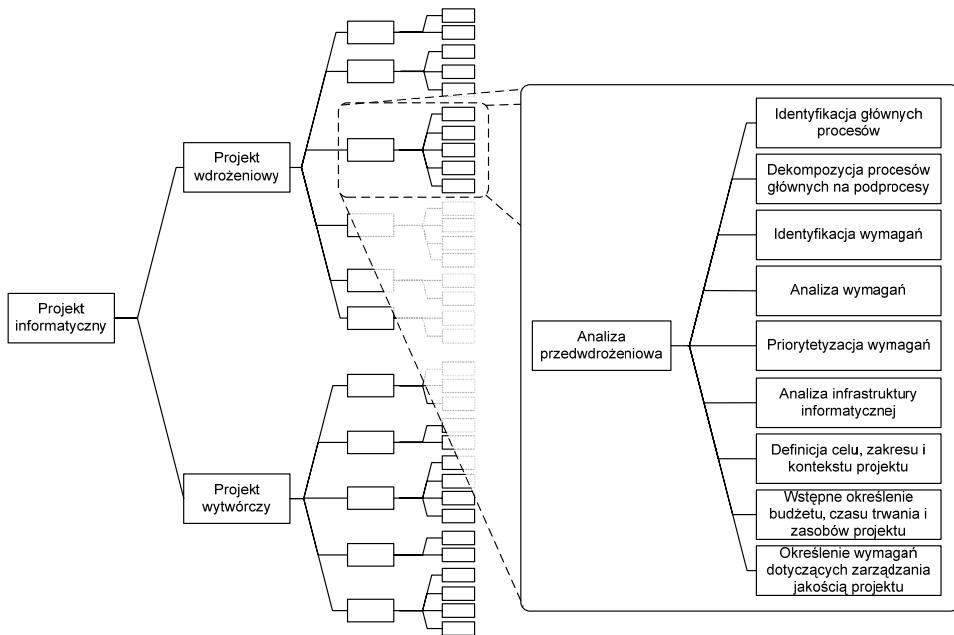 Projekt
informatyczny
Projekt
wdrożeniowy
Projekt
wytwórczy
Analiza
przedwdrożeniowa
Identyfikacja głównych
procesów
Dekompozycja procesów
głównych na podprocesy
Identyfikacja wymagań
Analiza wymagań
Priorytetyzacja wymagań
Analiza infrastruktury
informatycznej
Definicja celu, zakresu i
kontekstu projektu
Wstępne określenie
budżetu, czasu trwania i
zasobów projektu
Określenie wymagań
dotyczących zarządzania
jakością projektu